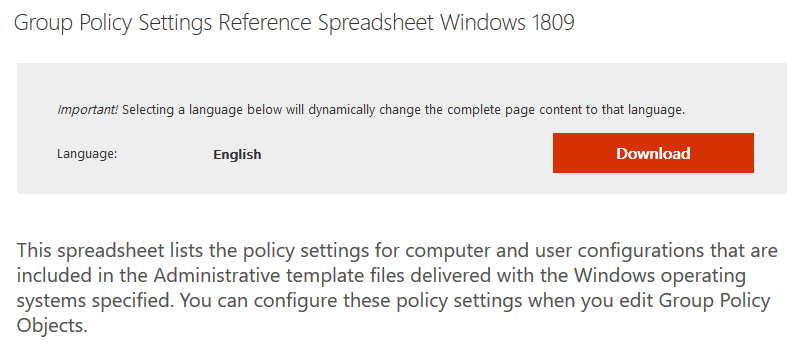 Group Policy Settings Reference Spreadsheet Windows 1809
Important! Selecting a language below will dynamically change the complete page content to that language.
Language: English Download
This spreadsheet lists the policy settings for computer and user configurations that are
included in the Administrative template files delivered with the Windows operating
systems specified. You can configure these policy settings when you edit Group Policy
Objects.